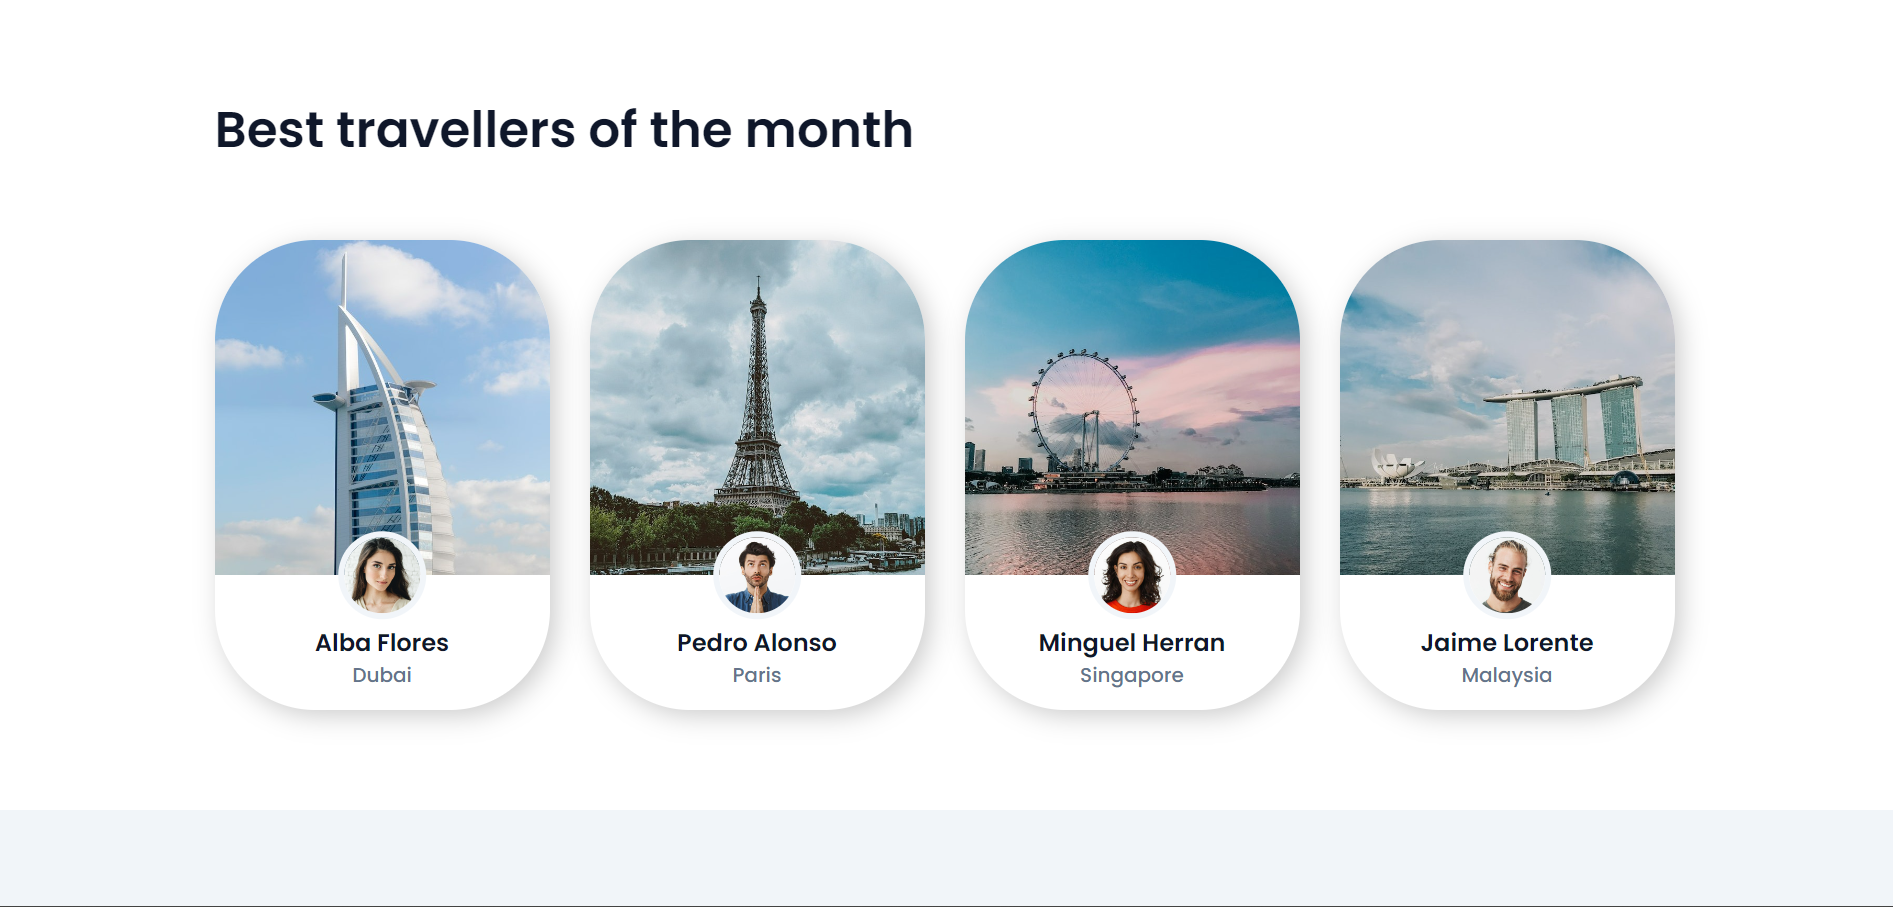 Best travellers of the month
Alba Flores
Dubai
Pedro Alonso
Paris
Minguel Herran
Singapore
Jaime Lorente
Malaysia